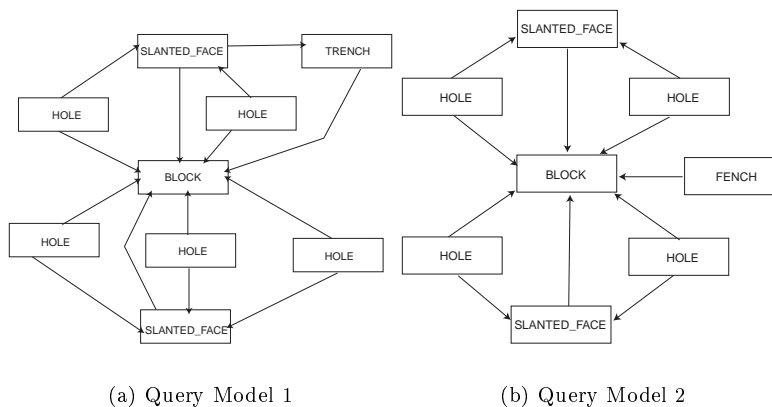 SLANTED_FACE
TRENCH
HOLE
HOLE
BLOCK
HOLE
HOLE
HOLE
SLANTED_FACE
(a) Query Model 1
SLANTED_FACE
HOLE
HOLE
BLOCK
FENCH
HOLE
HOLE
SLANTED_FACE
(b) Query Model 2